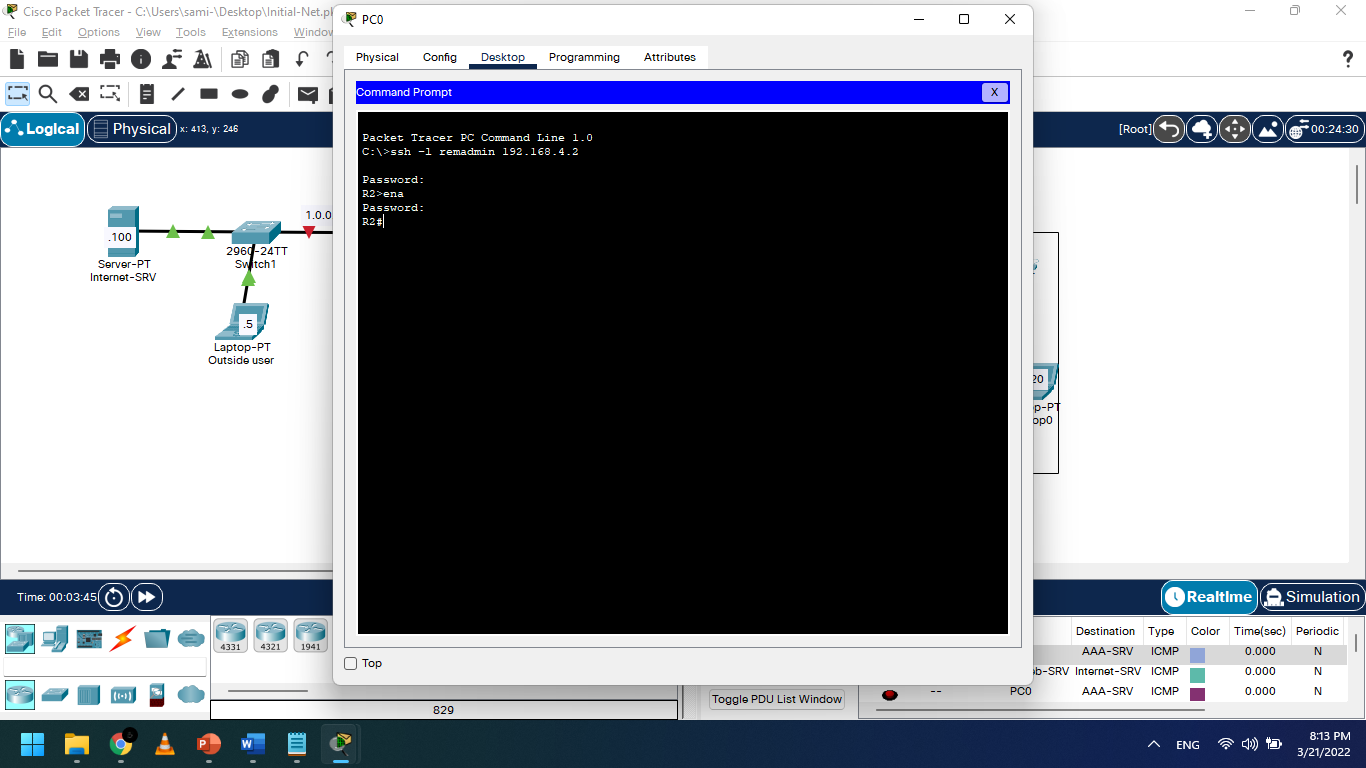 Cisco Packet Tracer - C:\Users\sami-\Desktop\Initial-Net.pk
File Edit Options View Tools Extensions Window
PC0
Physical Config Desktop Programming Attributes
Command Prompt
X
Packet Tracer PC Command Line 1.0
C:\>ssh -l remadmin 192.168.4.2
Password:
R2>ena
Password:
R2#
Top
?
Logical Physical x: 413, y: 246
[Root] 00:24:30
1.0.0
.100
Server-PT
Internet-SRV
2960-24TT
Switch1
.5
Laptop-PT
Outside user
20
op-PT
op0
Time: 00:03:45
Realtime Simulation
4331 4321 1941
829
Toggle PDU List Window
Destination Type Color Time(sec) Periodic
AAA-SRV ICMP 0.000 N
b-SRV Internet-SRV ICMP 0.000 N
-- PC0 AAA-SRV ICMP 0.000 N
ENG
8:13 PM
3/21/2022